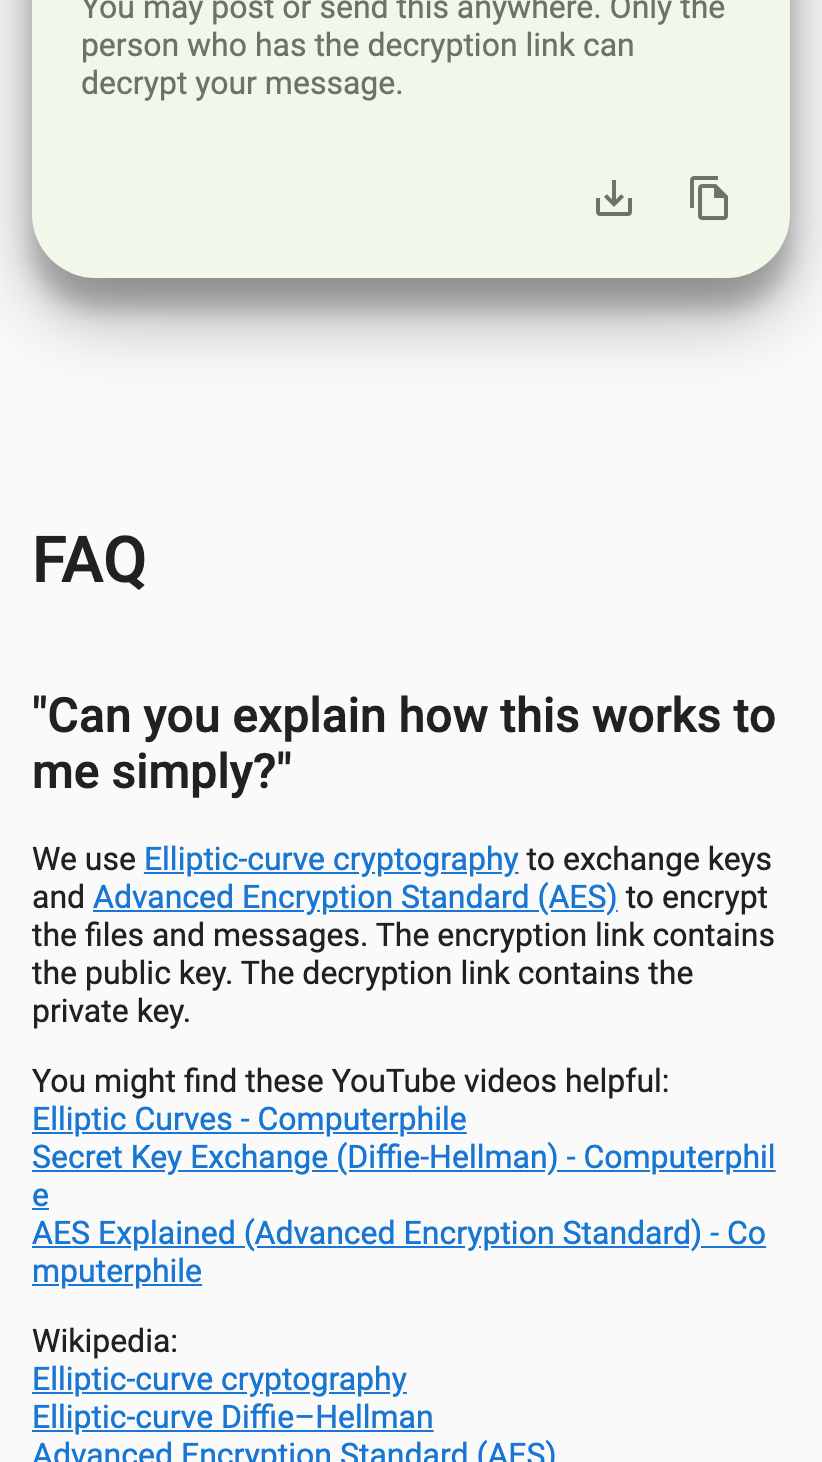 You may post or send this anywhere. Only the
person who has the decryption link can
decrypt your message.
FAQ
"Can you explain how this works to
me simply?"
We use Elliptic-curve cryptography to exchange keys
and Advanced Encryption Standard (AES) to encrypt
the files and messages. The encryption link contains
the public key. The decryption link contains the
private key.
You might find these YouTube videos helpful:
Elliptic Curves - Computerphile
Secret Key Exchange (Diffie-Hellman) - Computerphil
e
AES Explained (Advanced Encryption Standard) - Co
mputerphile
Wikipedia:
Elliptic-curve cryptography
Elliptic-curve Diffie–Hellman
Advanced Encryption Standard (AES)